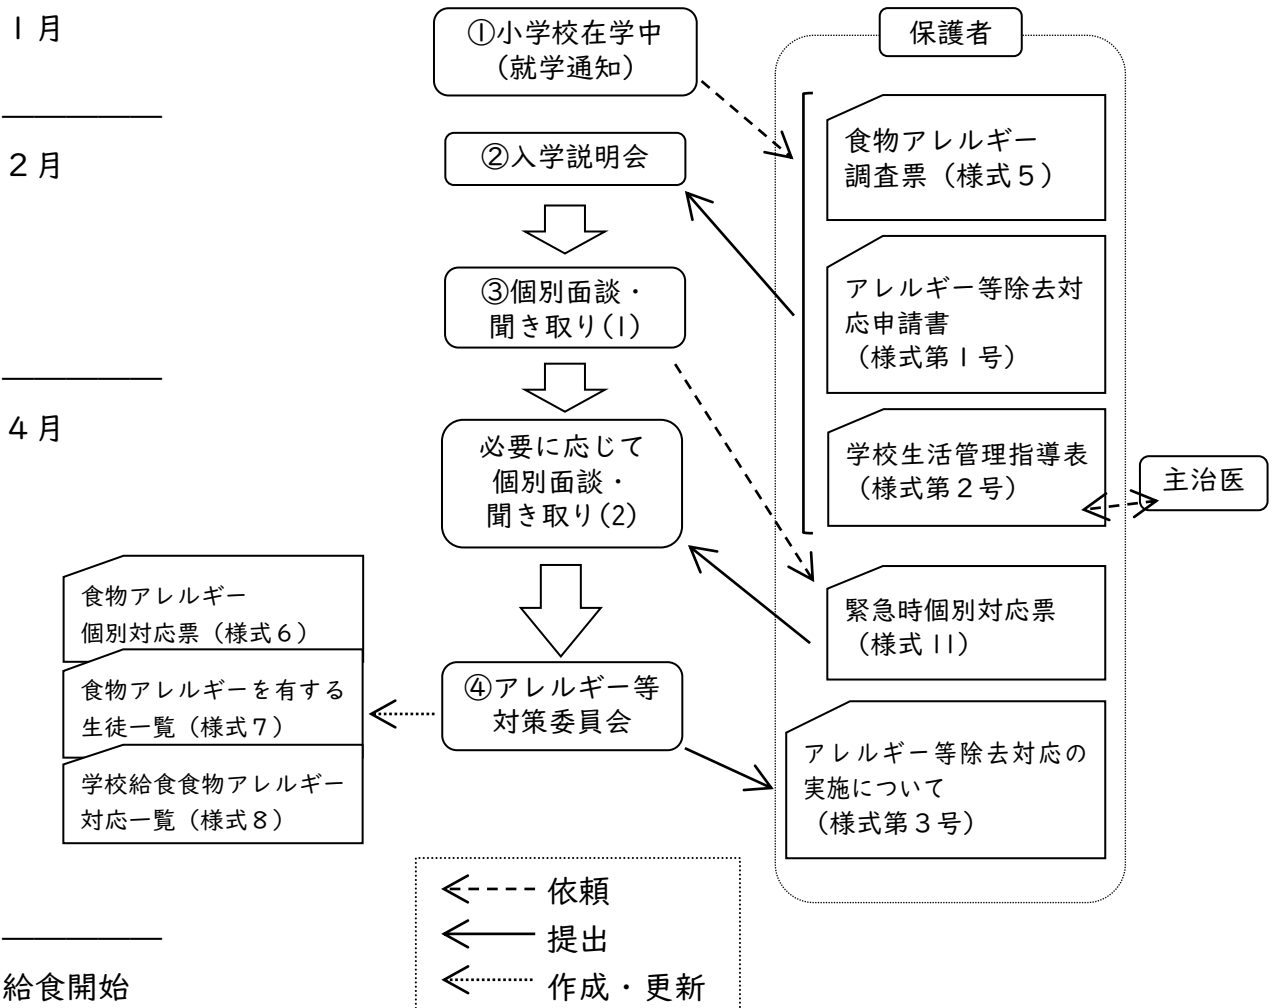 1月
①小学校在学中
（就学通知）
保護者
食物アレルギー
調査票（様式５）
２月
②入学説明会
アレルギー等除去対
応申請書
（様式第１号）
③個別面談・
聞き取り(1)
４月
必要に応じて
個別面談・
聞き取り(2)
学校生活管理指導表
（様式第２号）
主治医
食物アレルギー
個別対応票（様式６）
緊急時個別対応票
（様式11）
食物アレルギーを有する
生徒一覧（様式７）
④アレルギー等
対策委員会
学校給食食物アレルギー
対応一覧（様式８）
アレルギー等除去対応の
実施について
（様式第３号）
依頼
提出
作成・更新
給食開始